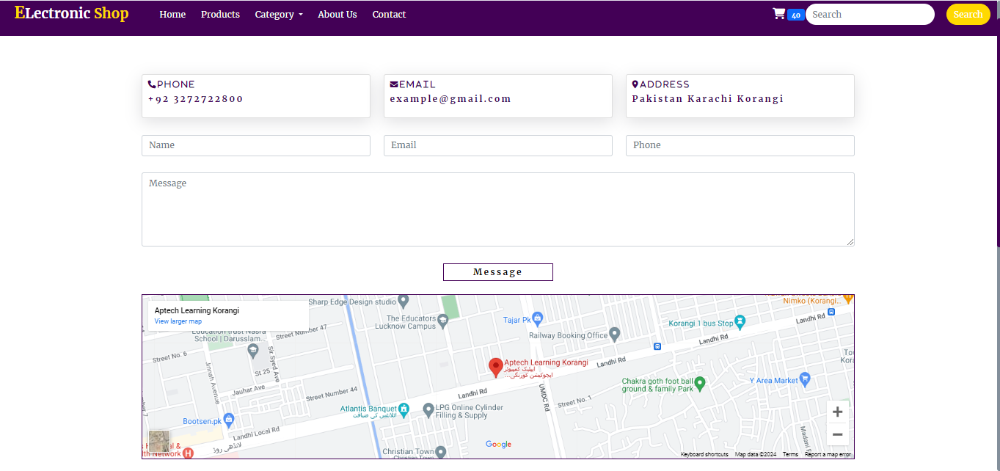 ELectronic Shop Home Products Category About Us Contact 40 Search Search
PHONE
+92 3272722800
EMAIL
example@gmail.com
ADDRESS
Pakistan Karachi Korangi
Name Email Phone
Message
Message
Aptech Learning Korangi
View larger map
Sharp Edge Design studio
The Educators
Lucknow Campus
Tajar Pk
Railway Booking Office
Korangi 1 bus Stop
Nimko (Korangi...
Landhi Rd
Landhi Rd
Street Number 47
Education trust Nasra
School | Darusslam...
Street No. 6
Sir Syed Ave
Jinnah Avenue
St 25
Jauhar Ave
Street Number 44
Aptech Learning Korangi
ایپٹیک کمپیوٹر
ایجوکیشن کورنگی...
Landhi Rd
Landhi Rd
UMDC Rd
Street No. 1
Chakra goth foot ball
ground & family Park
Y Area Market
Atlantis Banquet
اٹلانٹس کی ضیافت
LPG Online Cylinder
Filling & Supply
Bootsen.pk
Landhi Local Rd
لانڈھی روڈ
Christian Town
Christian Town
Google
Keyboard shortcuts Map data ©2024 Terms Report a map error